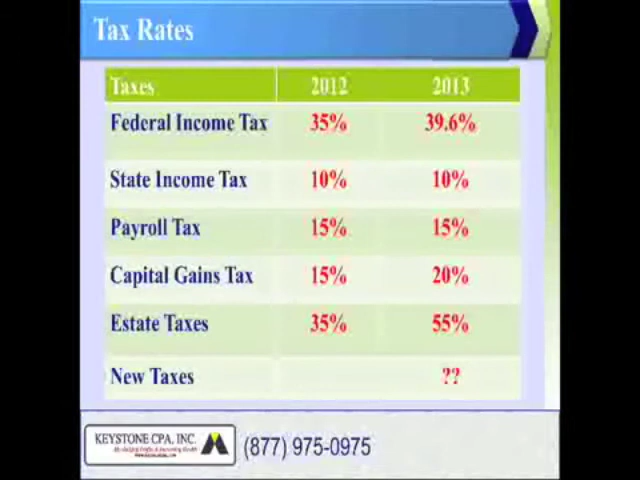 Tax Rates
Taxes 2012 2013
Federal Income Tax 35% 39.6%
State Income Tax 10% 10%
Payroll Tax 15% 15%
Capital Gains Tax 15% 20%
Estate Taxes 35% 55%
New Taxes ??
KEYSTONE CPA, INC.
(877) 975-0975